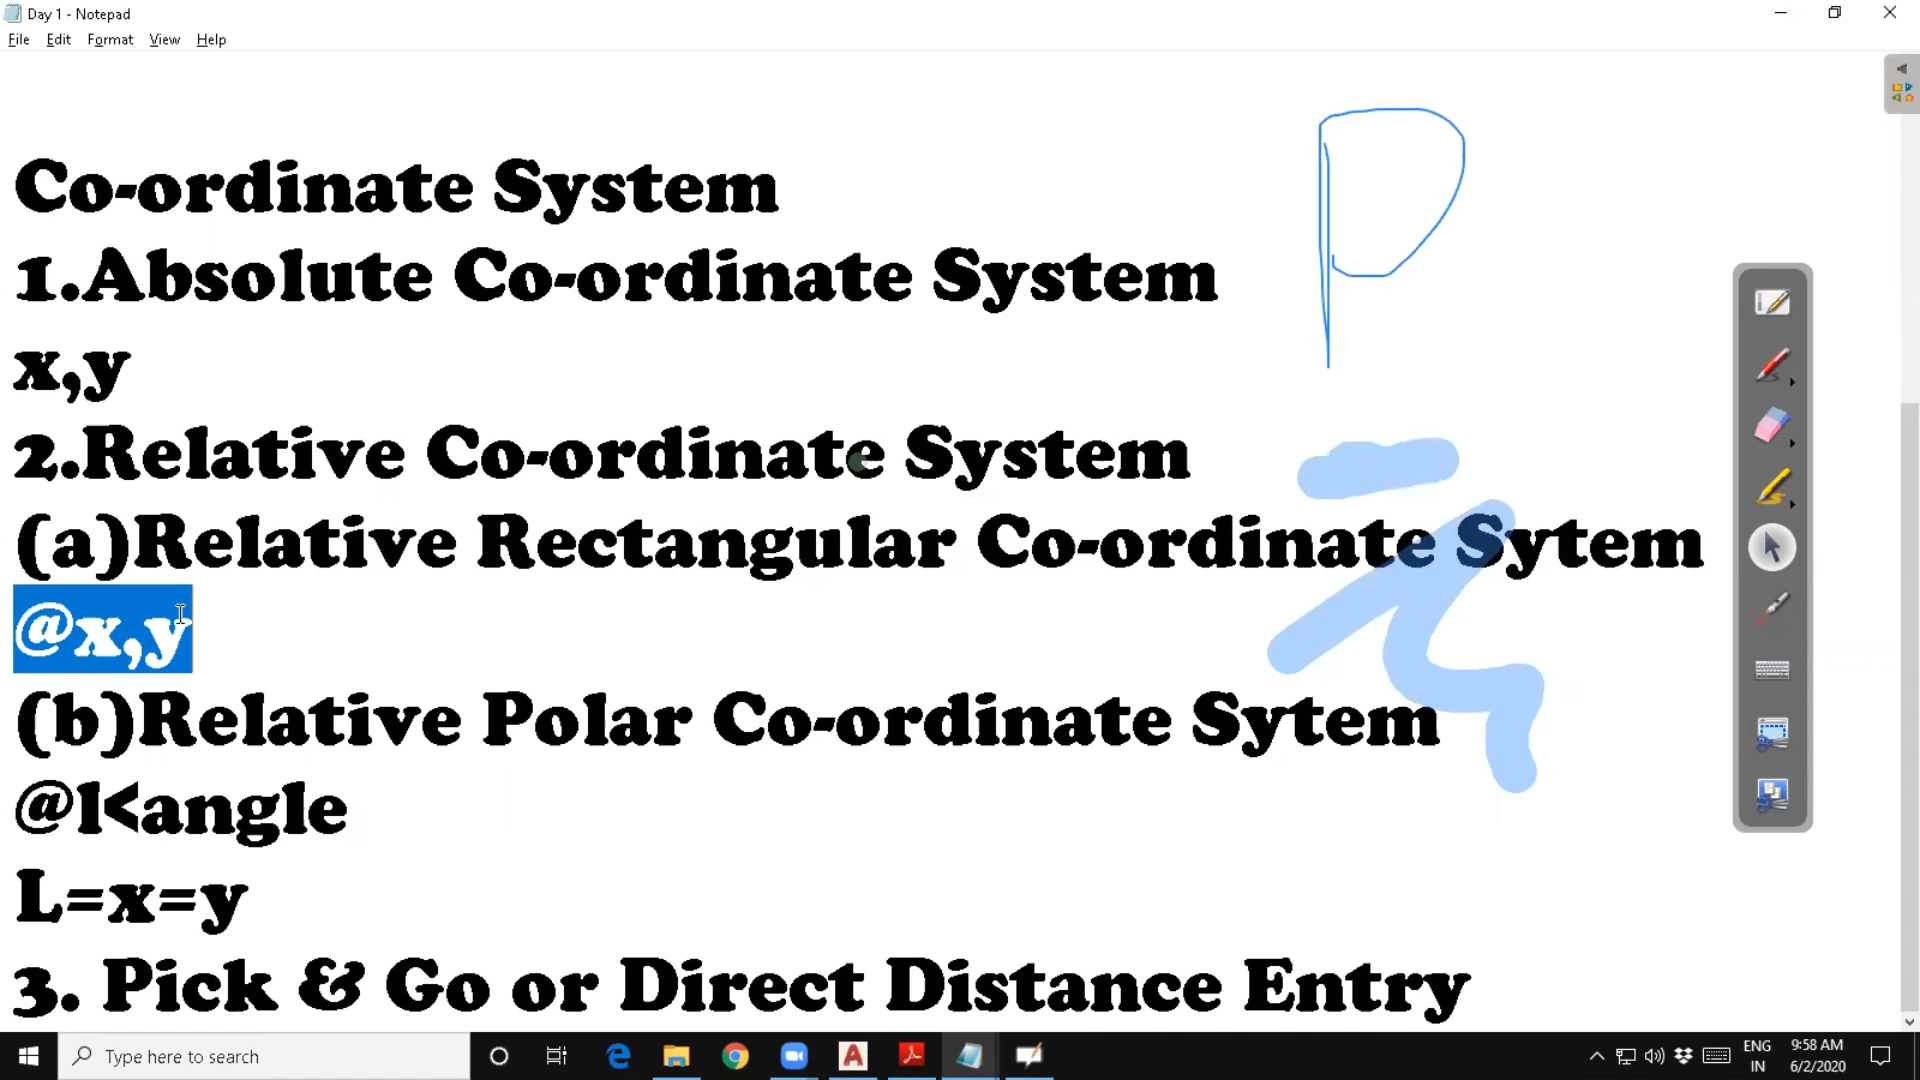 Day 1 - Notepad
File Edit Format View Help
P
Co-ordinate System
1.Absolute Co-ordinate System
x,y
2.Relative Co-ordinate System
(a)Relative Rectangular Co-ordinate Sytem
@x,y
(b)Relative Polar Co-ordinate Sytem
@l<angle
L=x=y
3. Pick & Go or Direct Distance Entry
Type here to search
ENG
IN
9:58 AM
6/2/2020